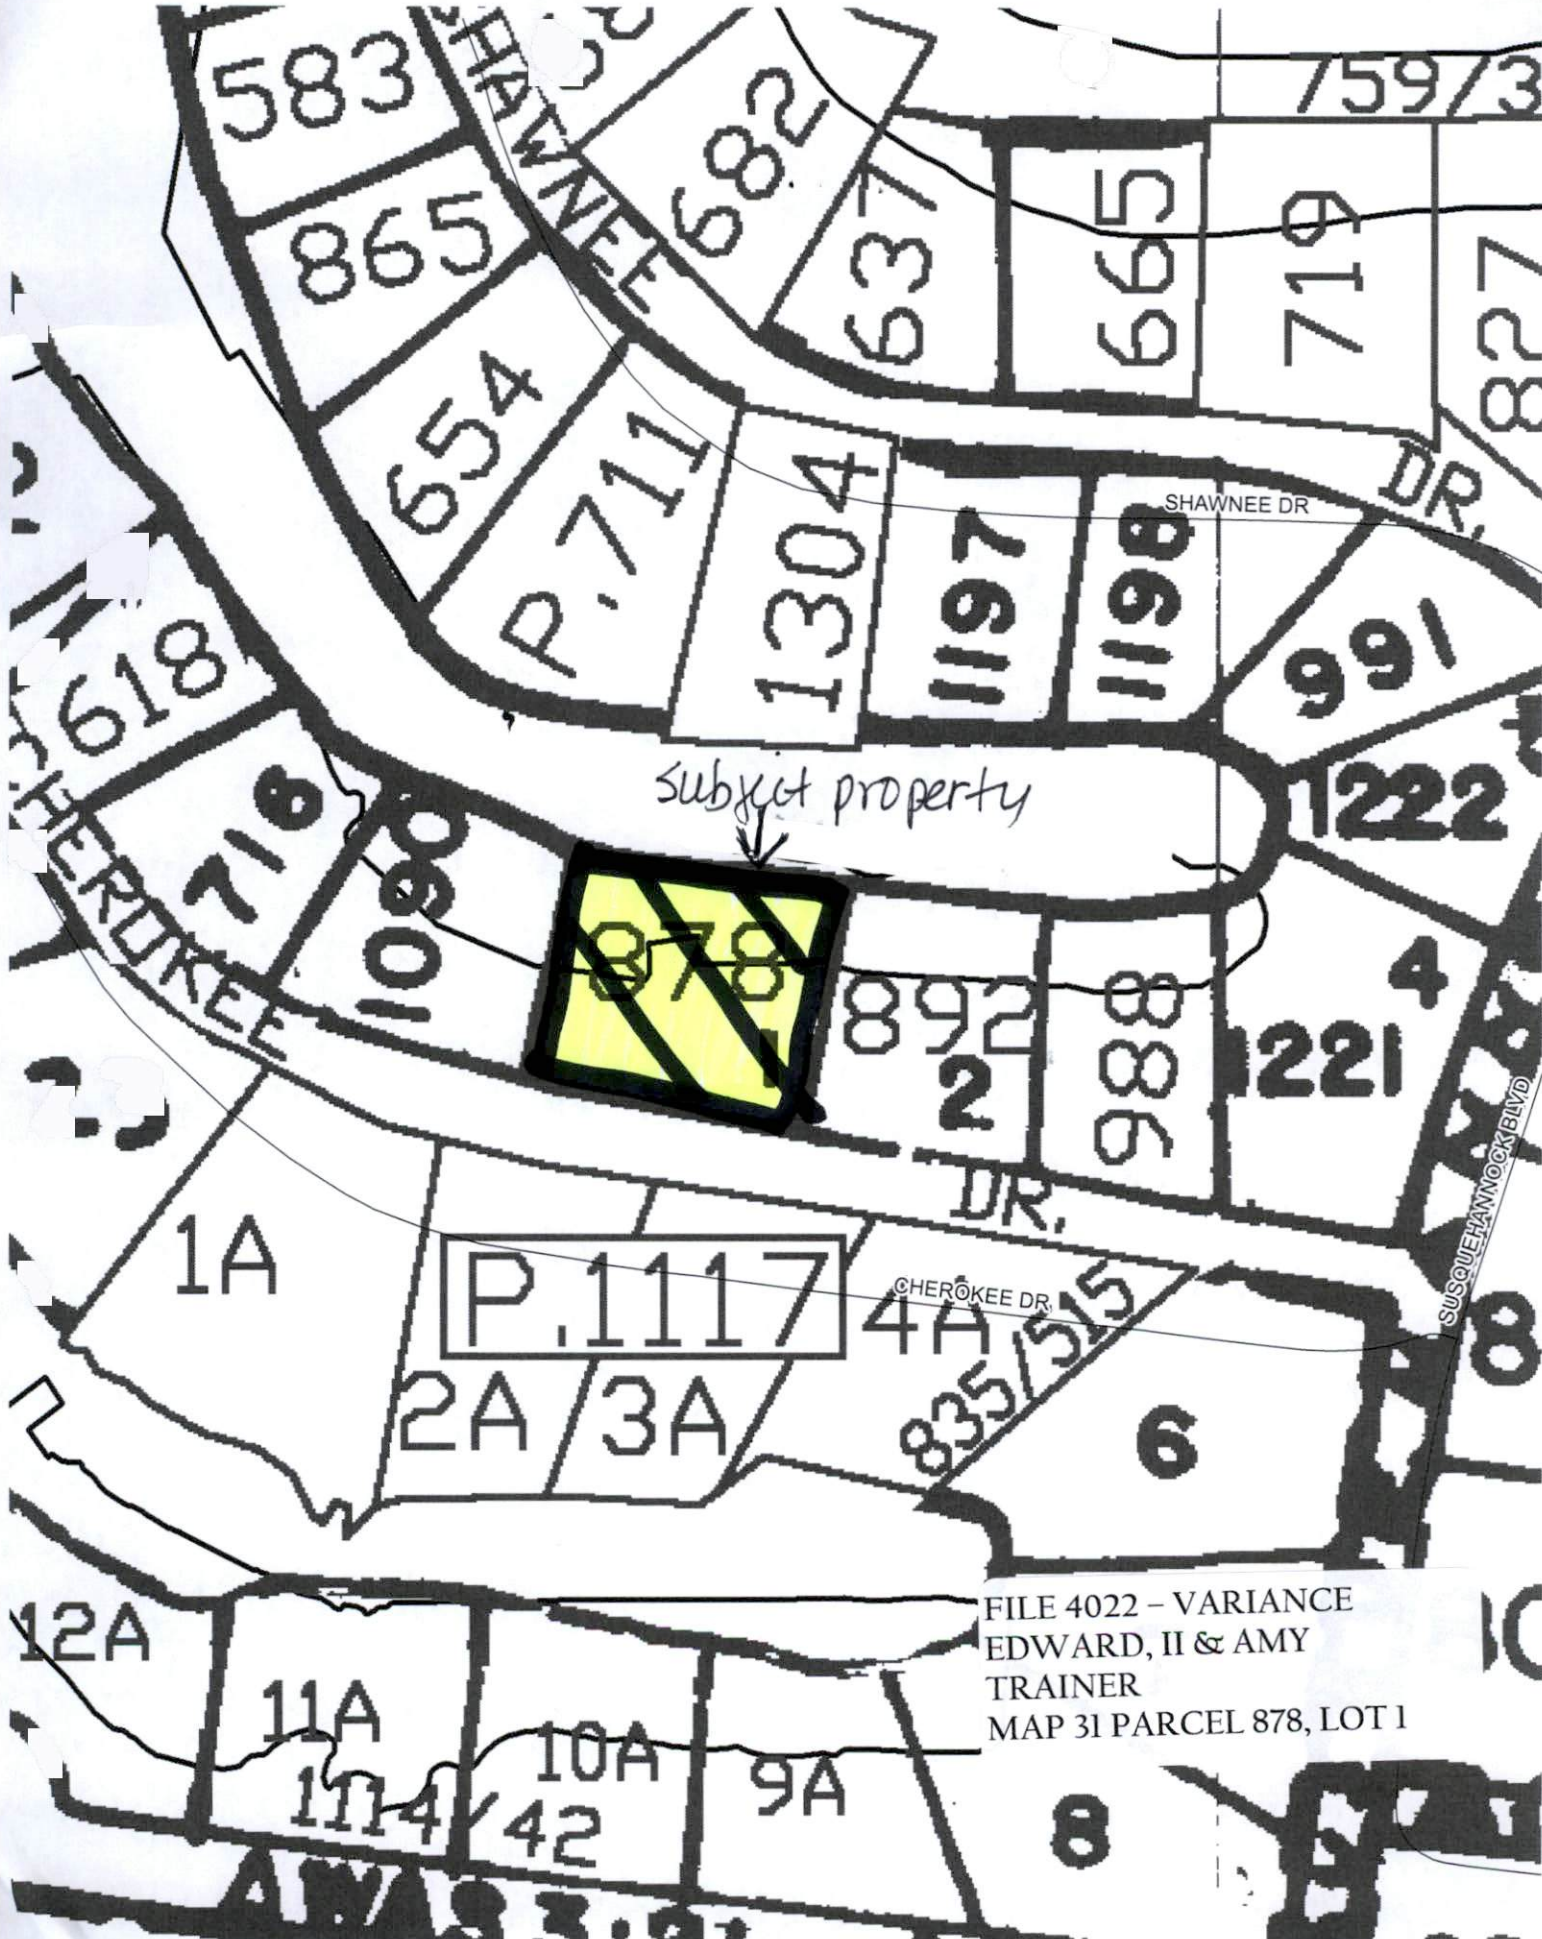 583
SHAWNEE
682
759/3
865
637
665
719
827
654
P.711
1304
1197
1198
SHAWNEE DR
DR.
991
618
1222
subject property
CHEROKEE
718
1090
878
1
892
2
988
4
1221
SUSQUEHANNOCK BLVD
DR.
1A
P.1117
4A
CHEROKEE DR
835/515
8
2A
3A
6
FILE 4022 – VARIANCE
EDWARD, II & AMY
TRAINER
MAP 31 PARCEL 878, LOT 1
12A
11A
10A
9A
1114/42
8